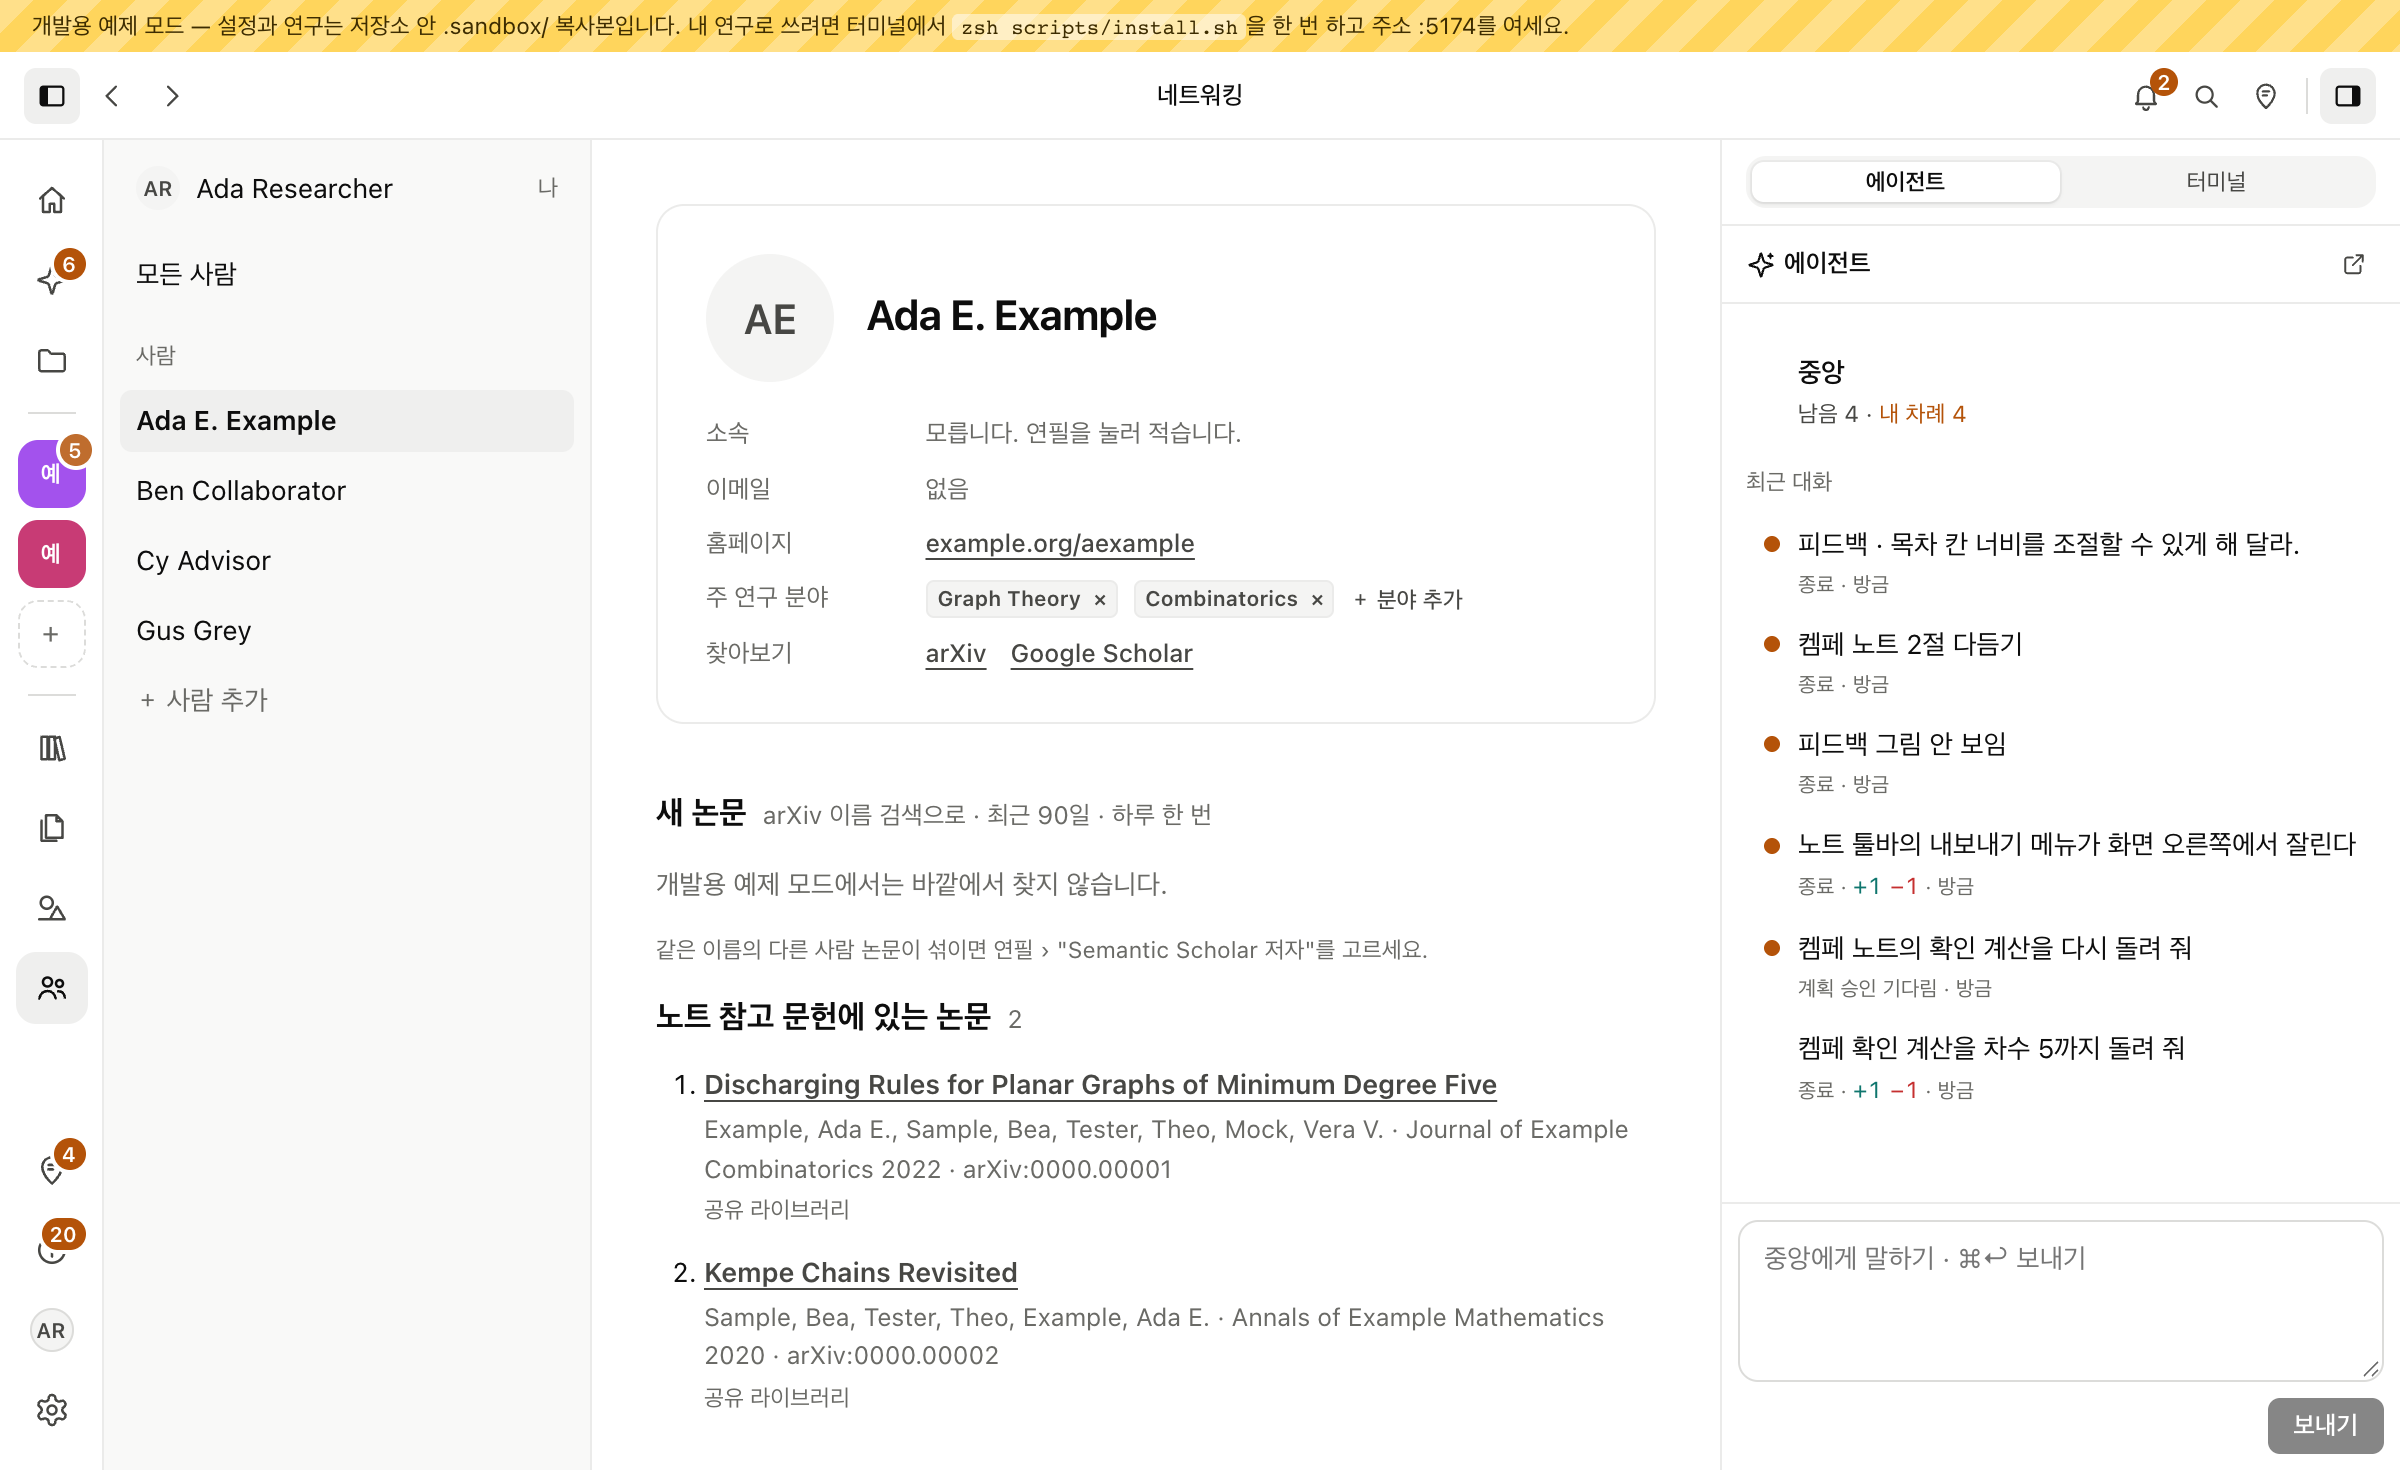 개발용 예제 모드 — 설정과 연구는 저장소 안 .sandbox/ 복사본입니다. 내 연구로 쓰려면 터미널에서 zsh scripts/install.sh을 한 번 하고 주소 :5174를 여세요.
네트워킹
2
6
5
예
예
+
4
20
AR
AR Ada Researcher 나
모든 사람
사람
Ada E. Example
Ben Collaborator
Cy Advisor
Gus Grey
+ 사람 추가
AE
Ada E. Example
소속 모릅니다. 연필을 눌러 적습니다.
이메일 없음
홈페이지 example.org/aexample
주 연구 분야 Graph Theory × Combinatorics × + 분야 추가
찾아보기 arXiv Google Scholar
새 논문 arXiv 이름 검색으로 · 최근 90일 · 하루 한 번
개발용 예제 모드에서는 바깥에서 찾지 않습니다.
같은 이름의 다른 사람 논문이 섞이면 연필 › "Semantic Scholar 저자"를 고르세요.
노트 참고 문헌에 있는 논문 2
1. Discharging Rules for Planar Graphs of Minimum Degree Five
Example, Ada E., Sample, Bea, Tester, Theo, Mock, Vera V. · Journal of Example
Combinatorics 2022 · arXiv:0000.00001
공유 라이브러리
2. Kempe Chains Revisited
Sample, Bea, Tester, Theo, Example, Ada E. · Annals of Example Mathematics
2020 · arXiv:0000.00002
공유 라이브러리
에이전트 터미널
에이전트
중앙
남음 4 · 내 차례 4
최근 대화
피드백 · 목차 칸 너비를 조절할 수 있게 해 달라.
종료 · 방금
켐페 노트 2절 다듬기
종료 · 방금
피드백 그림 안 보임
종료 · 방금
노트 툴바의 내보내기 메뉴가 화면 오른쪽에서 잘린다
종료 · +1 −1 · 방금
켐페 노트의 확인 계산을 다시 돌려 줘
계획 승인 기다림 · 방금
켐페 확인 계산을 차수 5까지 돌려 줘
종료 · +1 −1 · 방금
중앙에게 말하기 · ⌘↩ 보내기
보내기